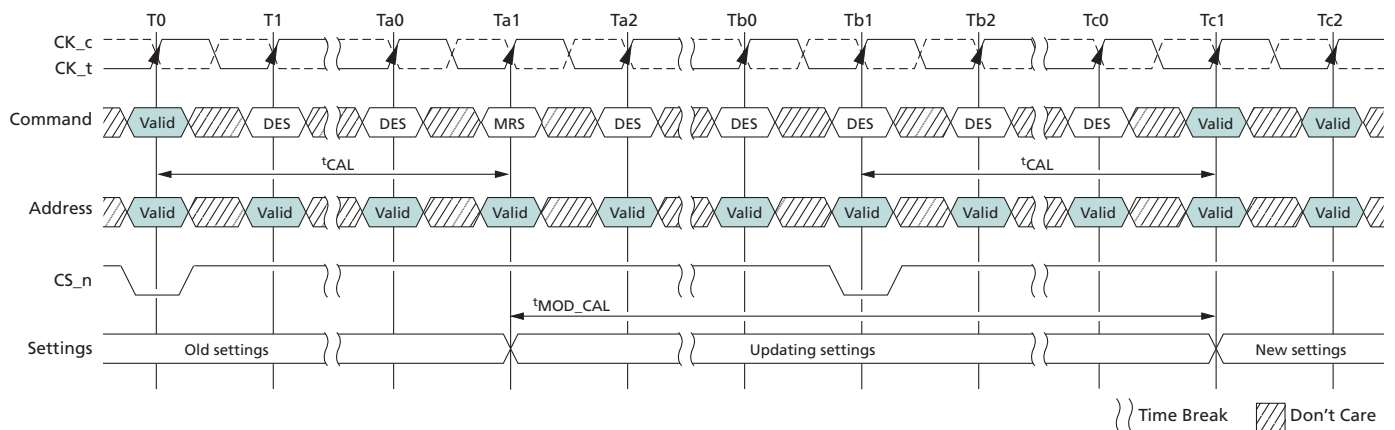 T0 T1 Ta0 Ta1 Ta2 Tb0 Tb1 Tb2 Tc0 Tc1 Tc2
CK_c
CK_t
Command Valid DES DES MRS DES DES DES DES DES Valid Valid
tCAL tCAL
Address Valid Valid Valid Valid Valid Valid Valid Valid Valid Valid Valid
CS_n
tMOD_CAL
Settings Old settings Updating settings New settings
Time Break Don't Care